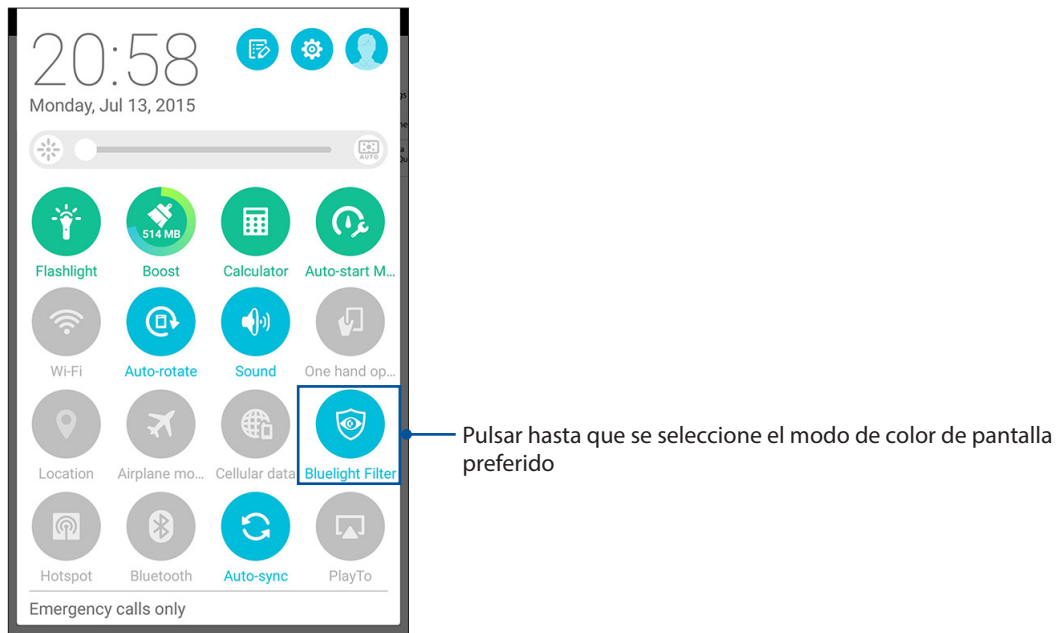 20:58
Monday, Jul 13, 2015
AUTO
514 MB
Flashlight Boost Calculator Auto-start M...
Wi-Fi Auto-rotate Sound One hand op...
Location Airplane mo... Cellular data Bluelight Filter
Pulsar hasta que se seleccione el modo de color de pantalla
preferido
Hotspot Bluetooth Auto-sync PlayTo
Emergency calls only